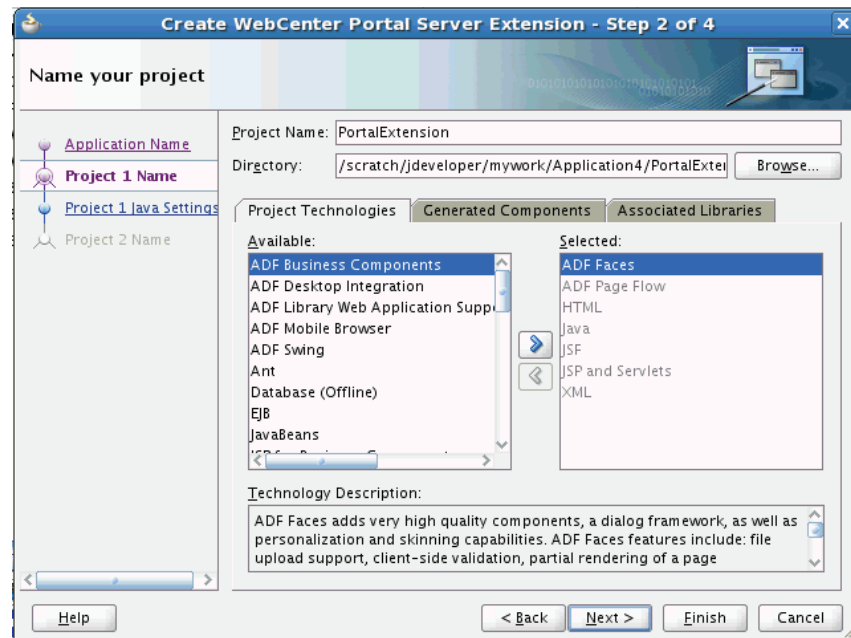 Create WebCenter Portal Server Extension - Step 2 of 4
Name your project
Application Name
Project 1 Name
Project 1 Java Settings
Project 2 Name
Project Name: PortalExtension
Directory: /scratch/jdeveloper/mywork/Application4/PortalExter Browse...
Project Technologies Generated Components Associated Libraries
Available: Selected:
ADF Business Components ADF Faces
ADF Desktop Integration ADF Page Flow
ADF Library Web Application Suppo HTML
ADF Mobile Browser Java
ADF Swing JSF
Ant JSP and Servlets
Database (Offline) XML
EJB
JavaBeans
Technology Description:
ADF Faces adds very high quality components, a dialog framework, as well as
personalization and skinning capabilities. ADF Faces features include: file
upload support, client-side validation, partial rendering of a page
Help < Back Next > Finish Cancel